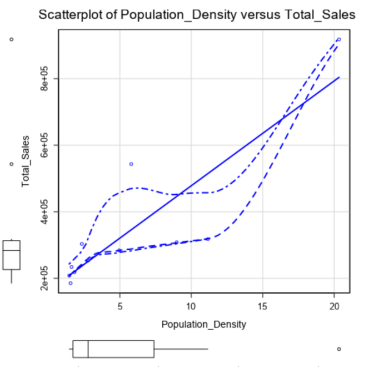 Scatterplot of Population_Density versus Total_Sales
8e+05
6e+05
4e+05
2e+05
Total_Sales
5
10
15
20
Population_Density